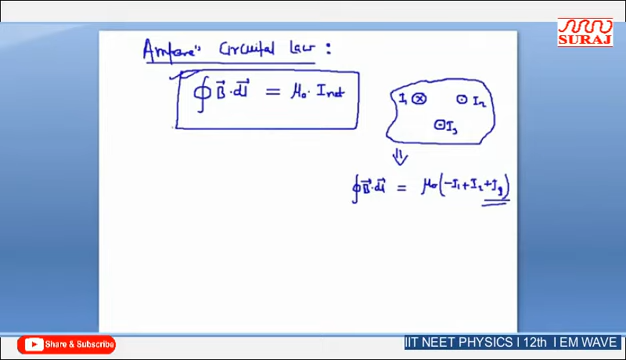 SURAJ
Ampere's Circuital Law :
∮ B⃗ · dl⃗ = μ₀ · Inet
I₁ ⊗ ⊙ I₂
⊙ I₃
∮ B⃗ · dl⃗ = μ₀ (-I₁ + I₂ + I₃)
Share & Subscribe
IIT NEET PHYSICS I 12th I EM WAVE